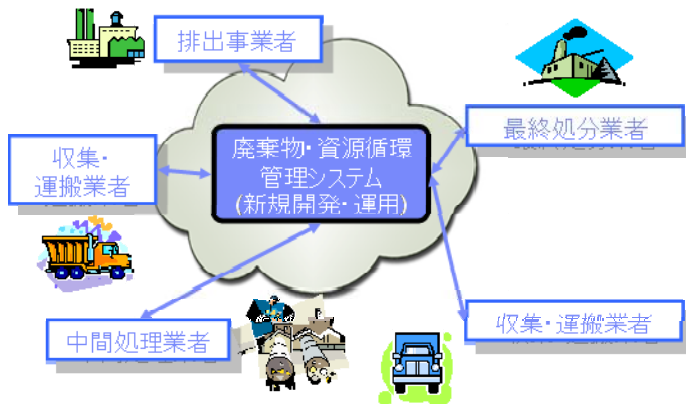 排出事業者
最終処分業者
収集・
運搬業者
廃棄物・資源循環
管理システム
(新規開発・運用)
中間処理業者
収集・運搬業者